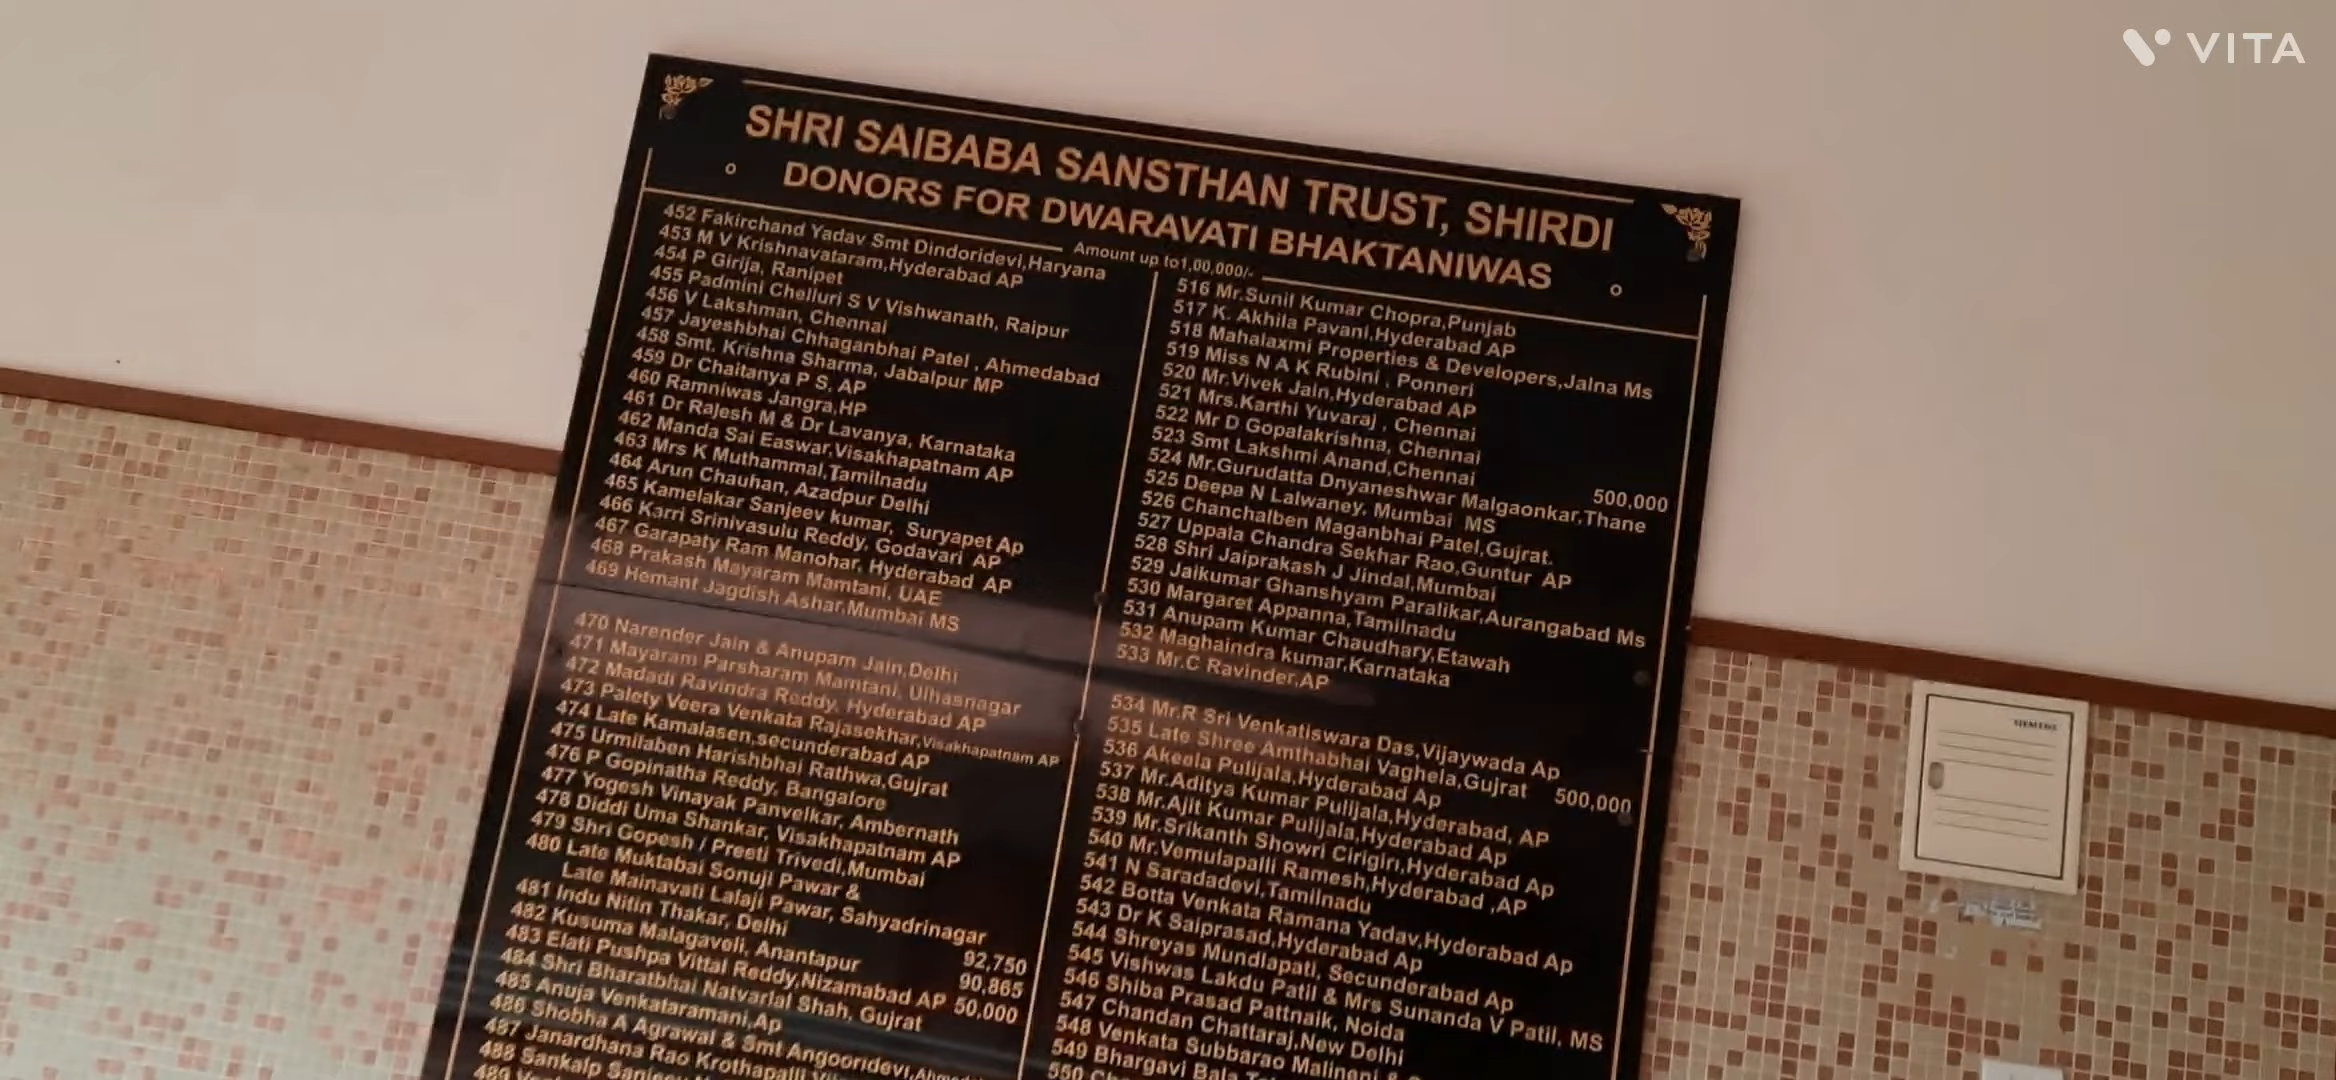 VITA
SHRI SAIBABA SANSTHAN TRUST, SHIRDI
DONORS FOR DWARAVATI BHAKTANIWAS
Amount up to1,00,000/-
452 Fakirchand Yadav Smt Dindoridevi,Haryana
453 M V Krishnavataram,Hyderabad AP
454 P Girija, Ranipet
455 Padmini Chelluri S V Vishwanath, Raipur
456 V Lakshman, Chennai
457 Jayeshbhai Chhaganbhai Patel , Ahmedabad
458 Smt. Krishna Sharma, Jabalpur MP
459 Dr Chaitanya P S, AP
460 Ramniwas Jangra,HP
461 Dr Rajesh M & Dr Lavanya, Karnataka
462 Manda Sai Easwar,Visakhapatnam AP
463 Mrs K Muthammal,Tamilnadu
464 Arun Chauhan, Azadpur Delhi
465 Kamelakar Sanjeev kumar, Suryapet Ap
466 Karri Srinivasulu Reddy, Godavari AP
467 Garapaty Ram Manohar, Hyderabad AP
468 Prakash Mayaram Mamtani, UAE
469 Hemant Jagdish Ashar,Mumbai MS
470 Narender Jain & Anupam Jain,Delhi
471 Mayaram Parsharam Mamtani, Ulhasnagar
472 Madadi Ravindra Reddy, Hyderabad AP
473 Palety Veera Venkata Rajasekhar,Visakhapatnam AP
474 Late Kamalasen,secunderabad AP
475 Urmilaben Harishbhai Rathwa,Gujrat
476 P Gopinatha Reddy, Bangalore
477 Yogesh Vinayak Panvelkar, Ambernath
478 Diddi Uma Shankar, Visakhapatnam AP
479 Shri Gopesh / Preeti Trivedi,Mumbai
480 Late Muktabai Sonuji Pawar &
Late Mainavati Lalaji Pawar, Sahyadrinagar
481 Indu Nitin Thakar, Delhi 92,750
482 Kusuma Malagaveli, Anantapur 90,865
483 Elati Pushpa Vittal Reddy,Nizamabad AP 50,000
484 Shri Bharatbhai Natvarlal Shah, Gujrat
485 Anuja Venkataramani,Ap
486 Shobha A Agrawal & Smt Angooridevi,
487 Janardhana Rao Krothapalli
488 Sankalp
489
516 Mr.Sunil Kumar Chopra,Punjab
517 K. Akhila Pavani,Hyderabad AP
518 Mahalaxmi Properties & Developers,Jalna Ms
519 Miss N A K Rubini , Ponneri
520 Mr.Vivek Jain,Hyderabad AP
521 Mrs.Karthi Yuvaraj , Chennai
522 Mr D Gopalakrishna, Chennai
523 Smt Lakshmi Anand,Chennai 500,000
524 Mr.Gurudatta Dnyaneshwar Malgaonkar,Thane
525 Deepa N Lalwaney, Mumbai MS
526 Chanchalben Maganbhai Patel,Gujrat.
527 Uppala Chandra Sekhar Rao,Guntur AP
528 Shri Jaiprakash J Jindal,Mumbai
529 Jaikumar Ghanshyam Paralikar,Aurangabad Ms
530 Margaret Appanna,Tamilnadu
531 Anupam Kumar Chaudhary,Etawah
532 Maghaindra kumar,Karnataka
533 Mr.C Ravinder,AP
534 Mr.R Sri Venkatiswara Das,Vijaywada Ap
535 Late Shree Amthabhai Vaghela,Gujrat 500,000
536 Akeela Pulijala,Hyderabad Ap
537 Mr.Aditya Kumar Pulijala,Hyderabad, AP
538 Mr.Ajit Kumar Pulijala,Hyderabad Ap
539 Mr.Srikanth Showri Cirigiri,Hyderabad Ap
540 Mr.Vemulapalli Ramesh,Hyderabad ,AP
541 N Saradadevi,Tamilnadu
542 Botta Venkata Ramana Yadav,Hyderabad Ap
543 Dr K Saiprasad,Hyderabad Ap
544 Shreyas Mundlapati, Secunderabad Ap
545 Vishwas Lakdu Patil & Mrs Sunanda V Patil, MS
546 Shiba Prasad Pattnaik, Noida
547 Chandan Chattaraj,New Delhi
548 Venkata Subbarao Malineni &
549 Bhargavi Bala
550
SIEMENS